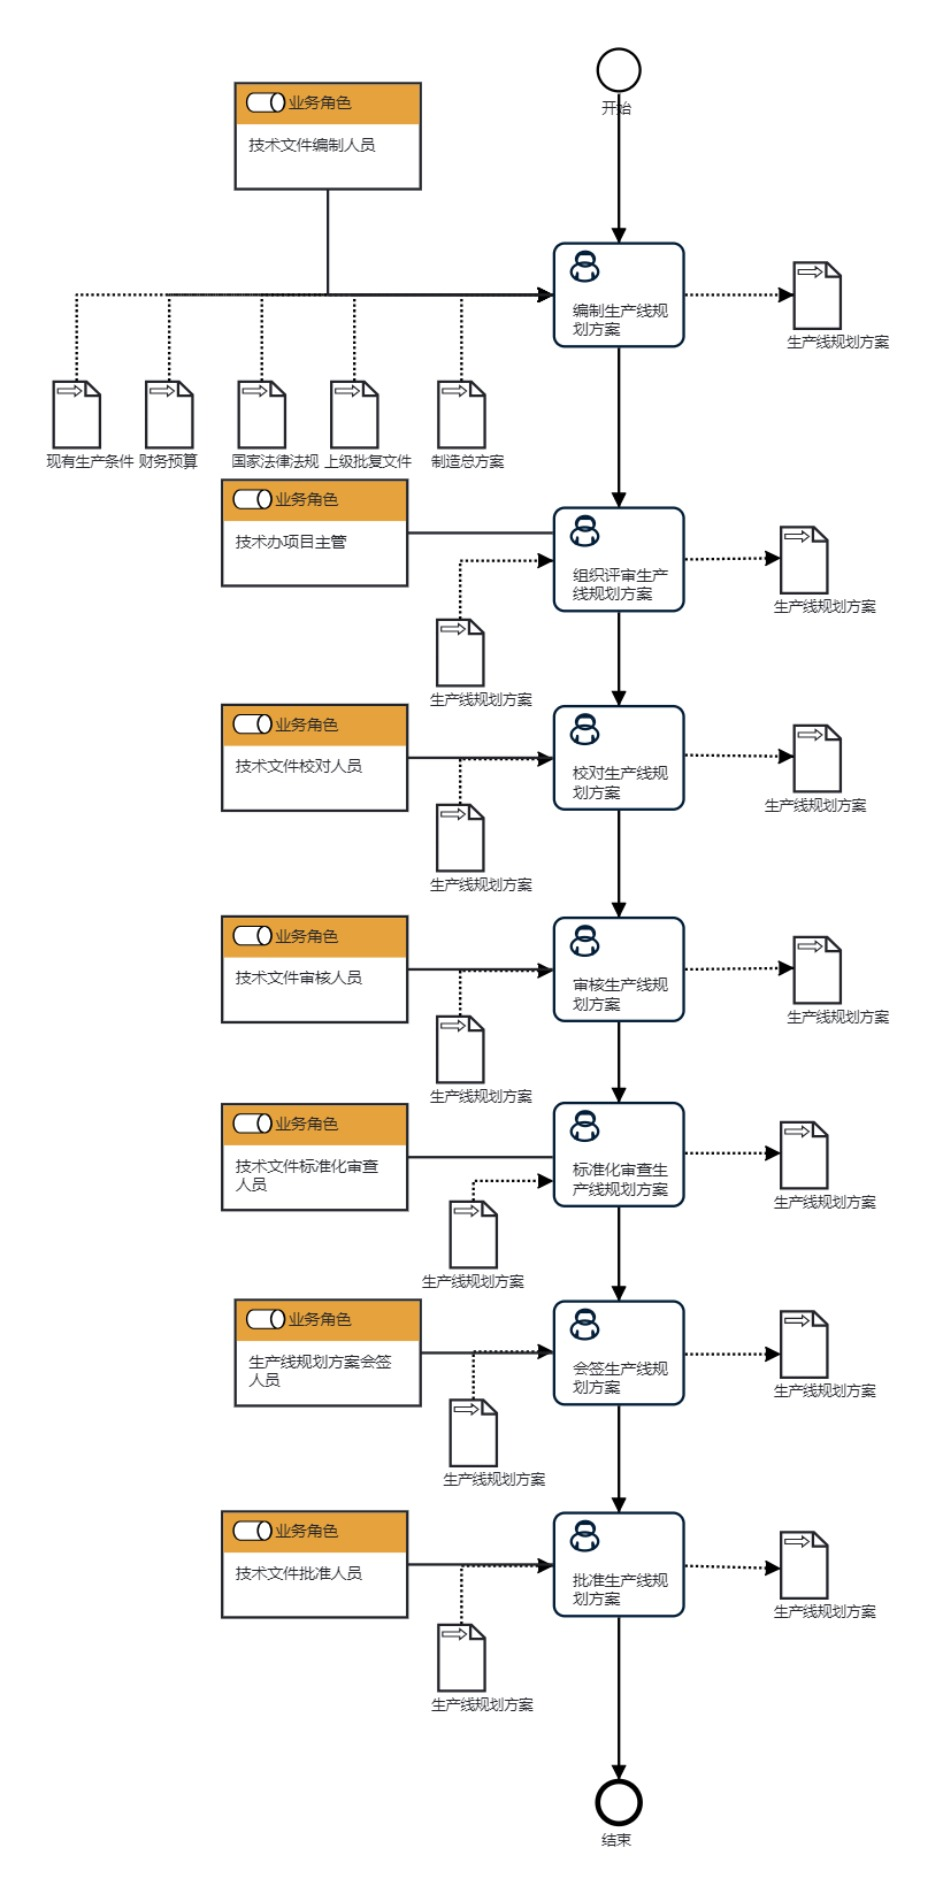 开始
业务角色
技术文件编制人员
编制生产线规
划方案
生产线规划方案
现有生产条件
财务预算
国家法律法规
上级批复文件
制造总方案
业务角色
技术办项目主管
组织评审生产
线规划方案
生产线规划方案
生产线规划方案
业务角色
技术文件校对人员
校对生产线规
划方案
生产线规划方案
生产线规划方案
业务角色
技术文件审核人员
审核生产线规
划方案
生产线规划方案
生产线规划方案
业务角色
技术文件标准化审查
人员
标准化审查生
产线规划方案
生产线规划方案
生产线规划方案
业务角色
生产线规划方案会签
人员
会签生产线规
划方案
生产线规划方案
生产线规划方案
业务角色
技术文件批准人员
批准生产线规
划方案
生产线规划方案
生产线规划方案
结束